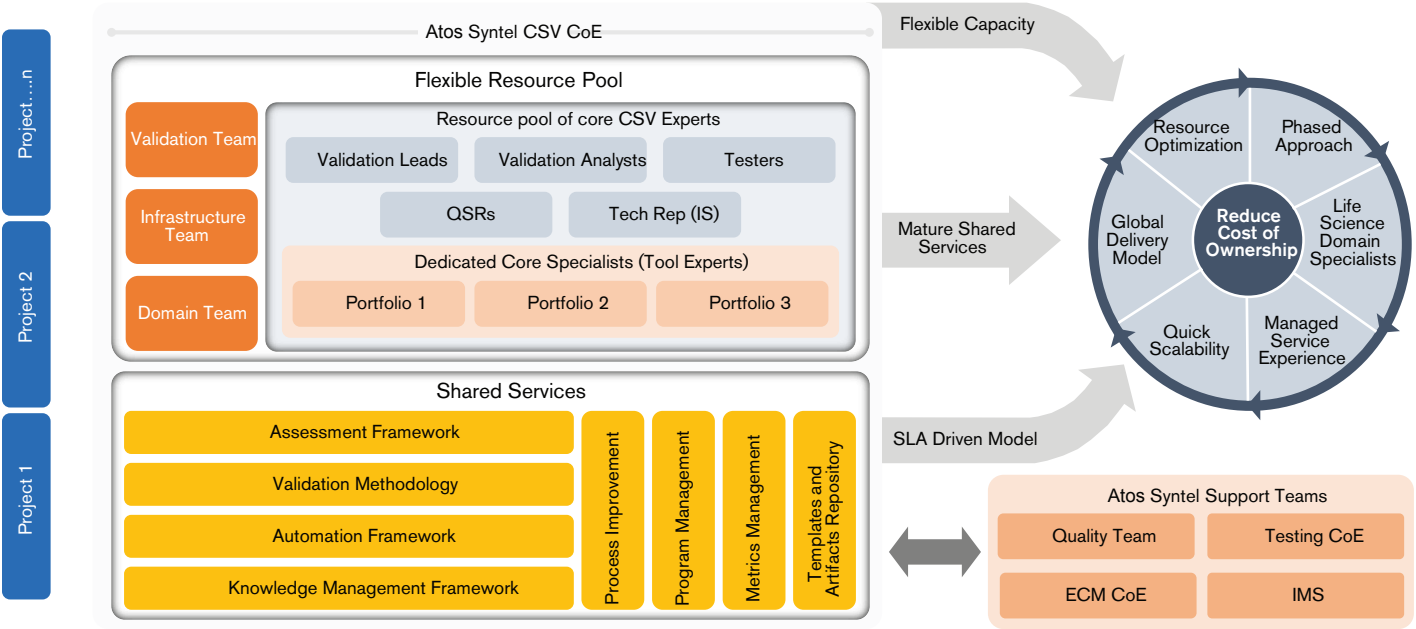 Project....n
Project 2
Project 1
Atos Syntel CSV CoE
Flexible Resource Pool
Validation Team
Infrastructure
Team
Domain Team
Resource pool of core CSV Experts
Validation Leads
Validation Analysts
Testers
QSRs
Tech Rep (IS)
Dedicated Core Specialists (Tool Experts)
Portfolio 1
Portfolio 2
Portfolio 3
Shared Services
Assessment Framework
Validation Methodology
Automation Framework
Knowledge Management Framework
Process Improvement
Program Management
Metrics Management
Templates and
Artifacts Repository
Flexible Capacity
Mature Shared
Services
SLA Driven Model
Resource
Optimization
Phased
Approach
Life
Science
Domain
Specialists
Managed
Service
Experience
Quick
Scalability
Global
Delivery
Model
Reduce
Cost of
Ownership
Atos Syntel Support Teams
Quality Team
Testing CoE
ECM CoE
IMS